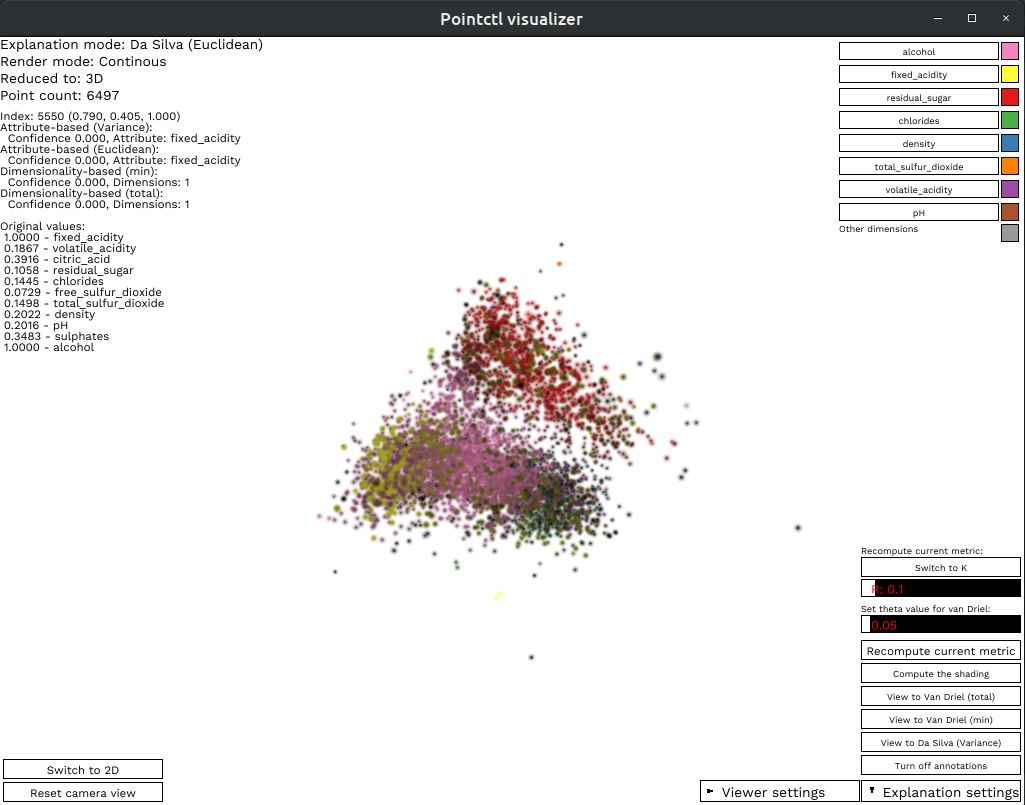 Pointctl visualizer
Explanation mode: Da Silva (Euclidean)
Render mode: Continous
Reduced to: 3D
Point count: 6497
Index: 5550 (0.790, 0.405, 1.000)
Attribute-based (Variance):
Confidence 0.000, Attribute: fixed_acidity
Attribute-based (Euclidean):
Confidence 0.000, Attribute: fixed_acidity
Dimensionality-based (min):
Confidence 0.000, Dimensions: 1
Dimensionality-based (total):
Confidence 0.000, Dimensions: 1
Original values:
1.0000 - fixed_acidity
0.1867 - volatile_acidity
0.3916 - citric_acid
0.1058 - residual_sugar
0.1445 - chlorides
0.0729 - free_sulfur_dioxide
0.1498 - total_sulfur_dioxide
0.2022 - density
0.2016 - pH
0.3483 - sulphates
1.0000 - alcohol
alcohol
fixed_acidity
residual_sugar
chlorides
density
total_sulfur_dioxide
volatile_acidity
pH
Other dimensions
Recompute current metric:
Switch to K
R: 0.1
Set theta value for van Driel:
0.05
Recompute current metric
Compute the shading
View to Van Driel (total)
View to Van Driel (min)
View to Da Silva (Variance)
Turn off annotations
Switch to 2D
Reset camera view
Viewer settings
Explanation settings